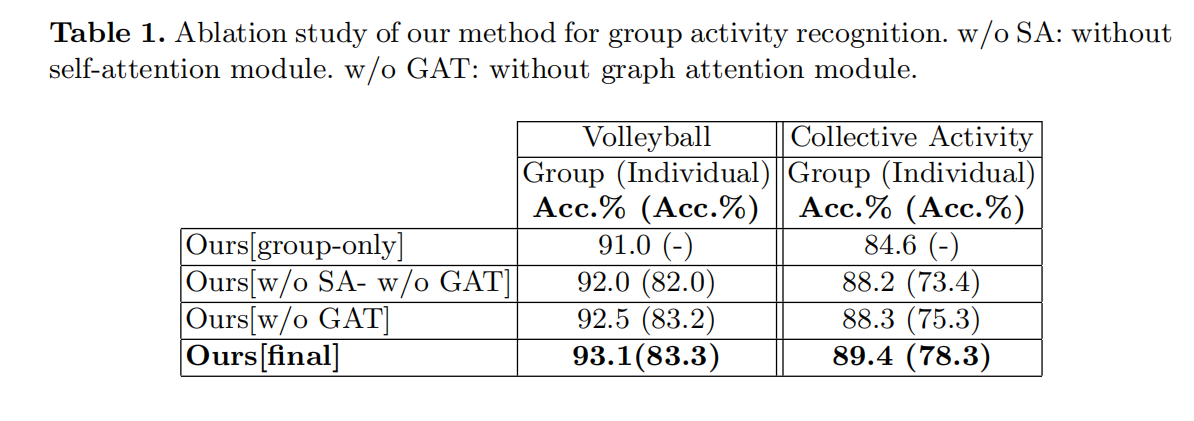 Table 1. Ablation study of our method for group activity recognition. w/o SA: without
self-attention module. w/o GAT: without graph attention module.
Volleyball Collective Activity
Group (Individual) Group (Individual)
Acc.% (Acc.%) Acc.% (Acc.%)
Ours[group-only] 91.0 (-) 84.6 (-)
Ours[w/o SA- w/o GAT] 92.0 (82.0) 88.2 (73.4)
Ours[w/o GAT] 92.5 (83.2) 88.3 (75.3)
Ours[final] 93.1(83.3) 89.4 (78.3)